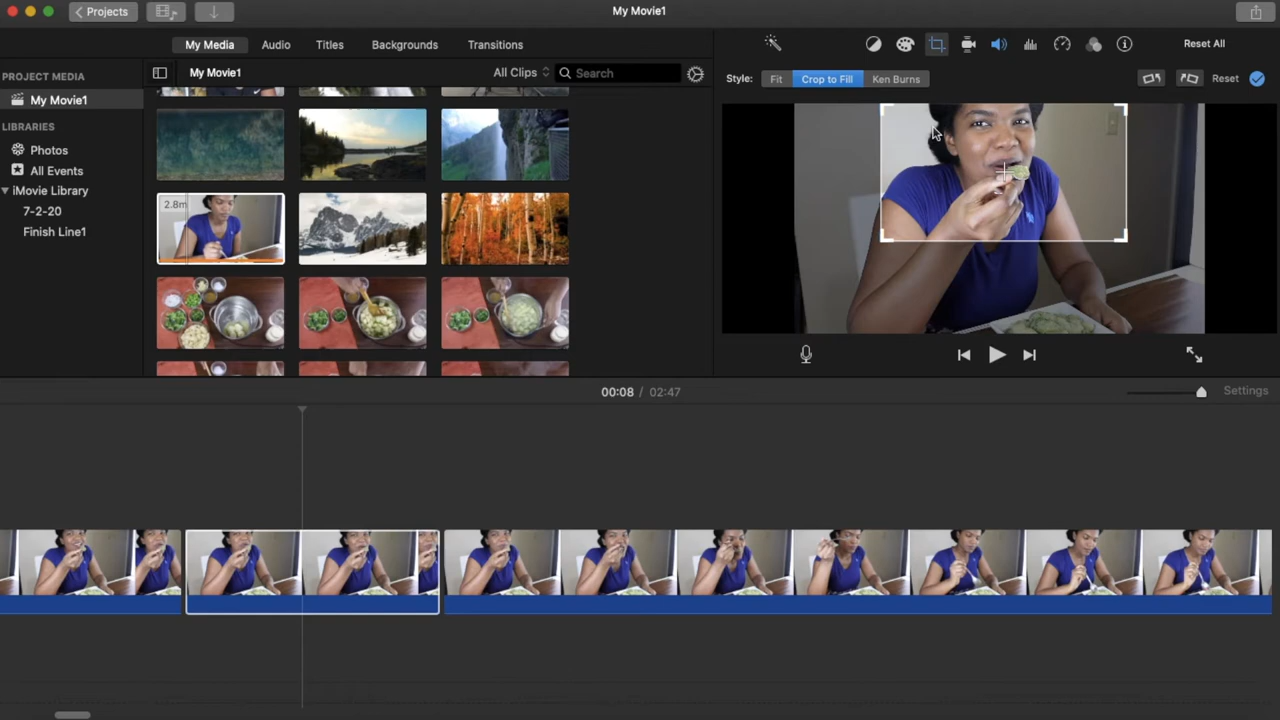 Projects
My Movie1
My Media Audio Titles Backgrounds Transitions
Reset All
PROJECT MEDIA
My Movie1
LIBRARIES
Photos
All Events
iMovie Library
7-2-20
Finish Line1
My Movie1 All Clips Search
2.8m
Style: Fit Crop to Fill Ken Burns Reset
00:08 / 02:47
Settings